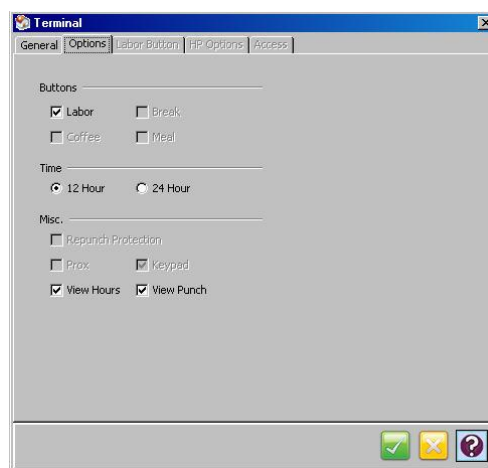 Terminal
General Options Labor Button HP Options Access
Buttons
Labor Break
Coffee Meal
Time
12 Hour 24 Hour
Misc.
Repunch Protection
Prox Keypad
View Hours View Punch
?